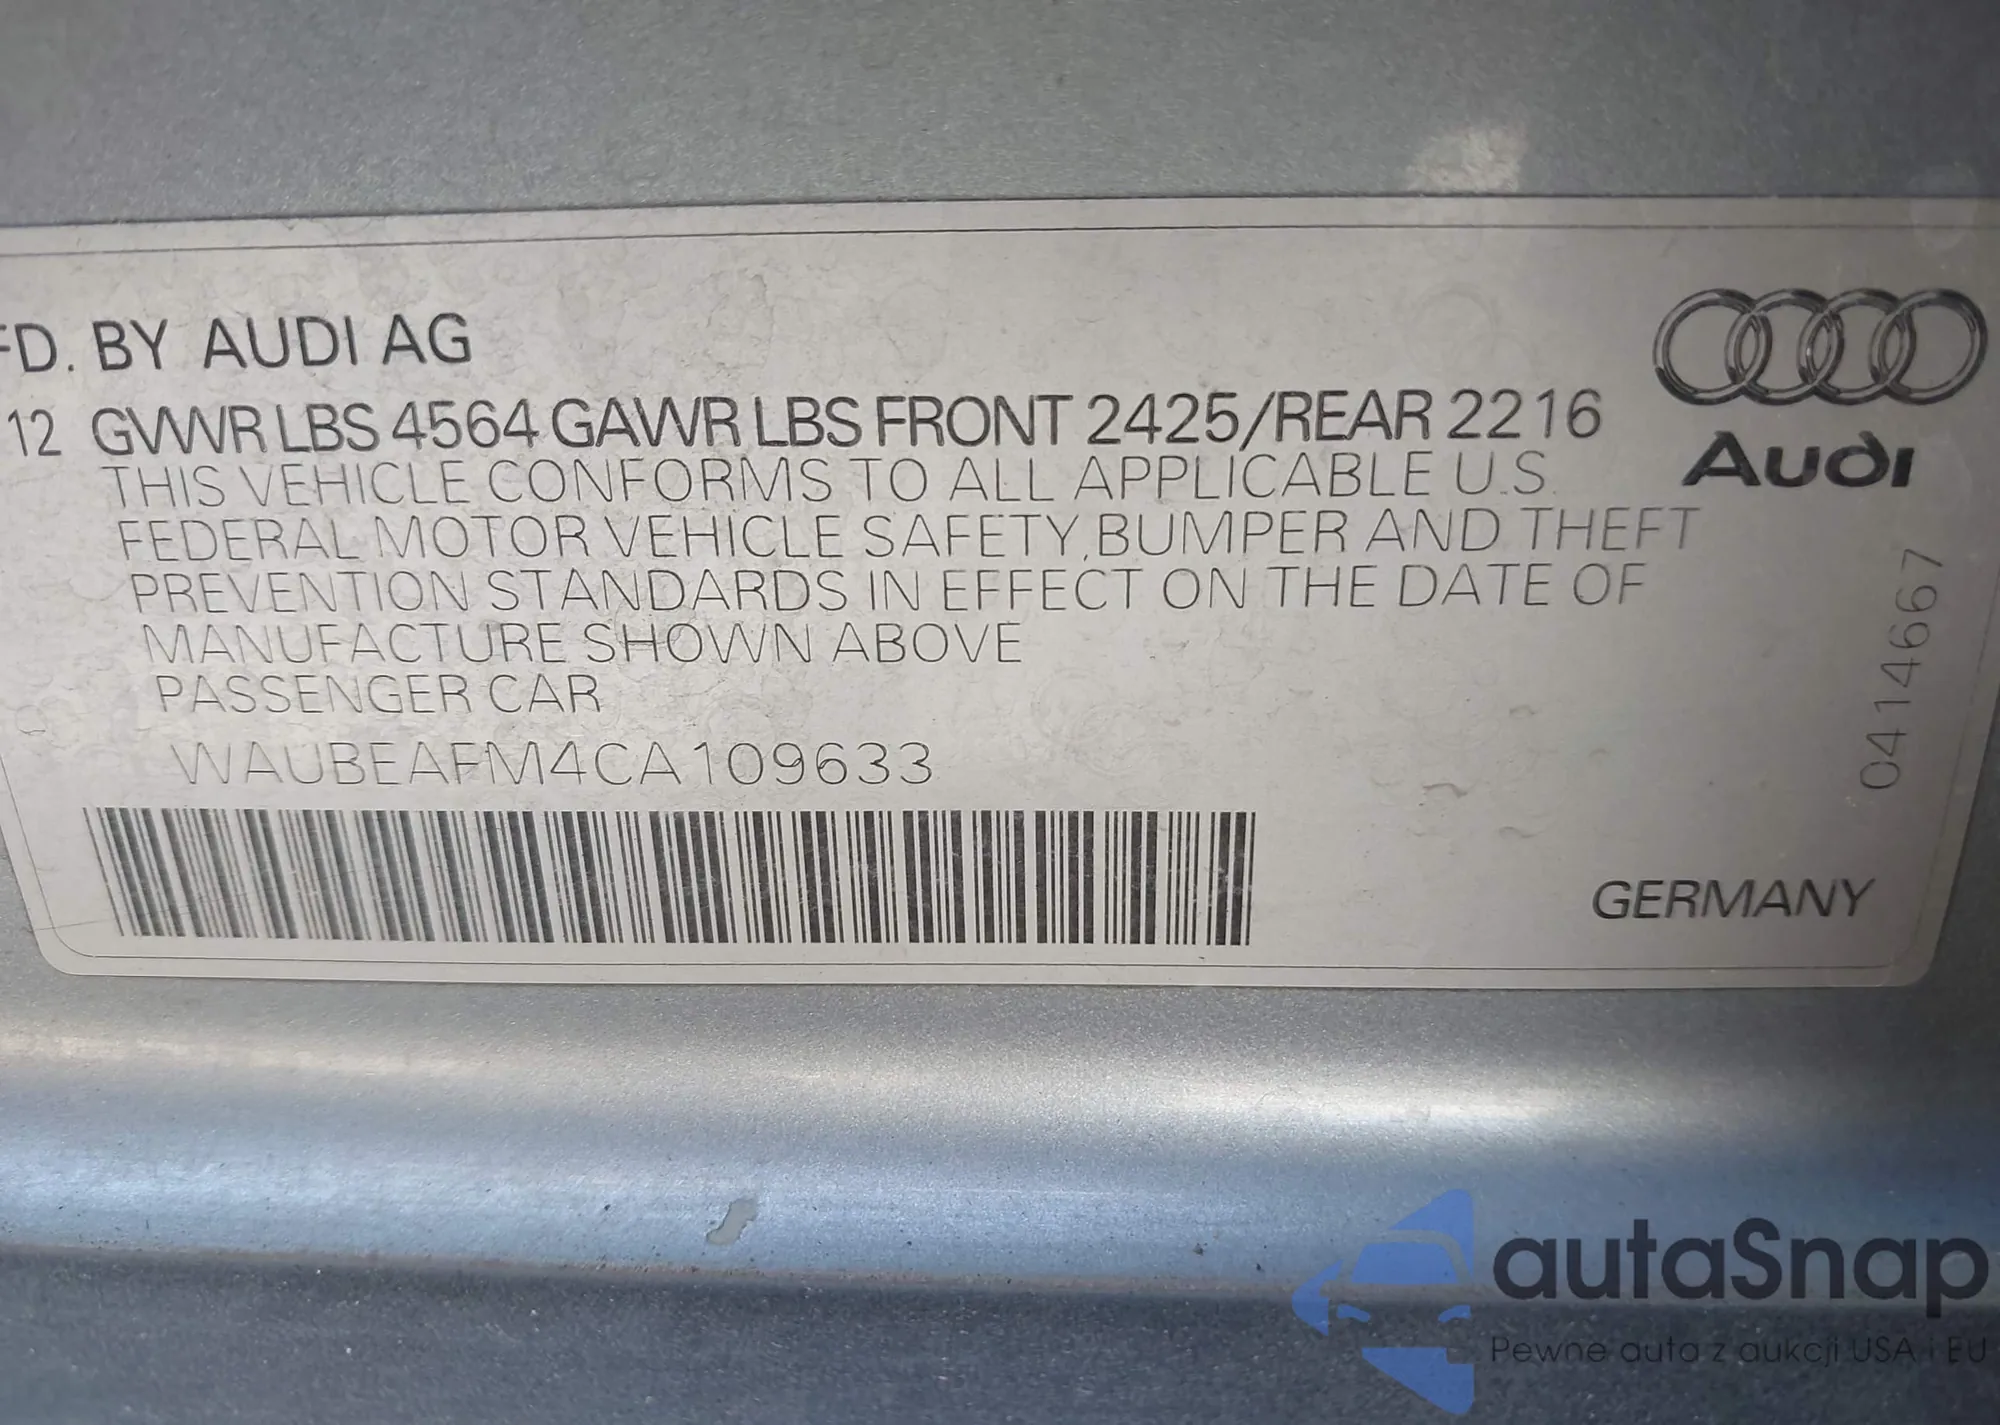 FD. BY AUDI AG
12 GVWR LBS 4564 GAWR LBS FRONT 2425/REAR 2216
THIS VEHICLE CONFORMS TO ALL APPLICABLE U.S.
FEDERAL MOTOR VEHICLE SAFETY, BUMPER AND THEFT
PREVENTION STANDARDS IN EFFECT ON THE DATE OF
MANUFACTURE SHOWN ABOVE
PASSENGER CAR
WAUBEAFM4CA109633
Audi
0414667
GERMANY
autaSnap
Pewne auta z aukcji USA i EU